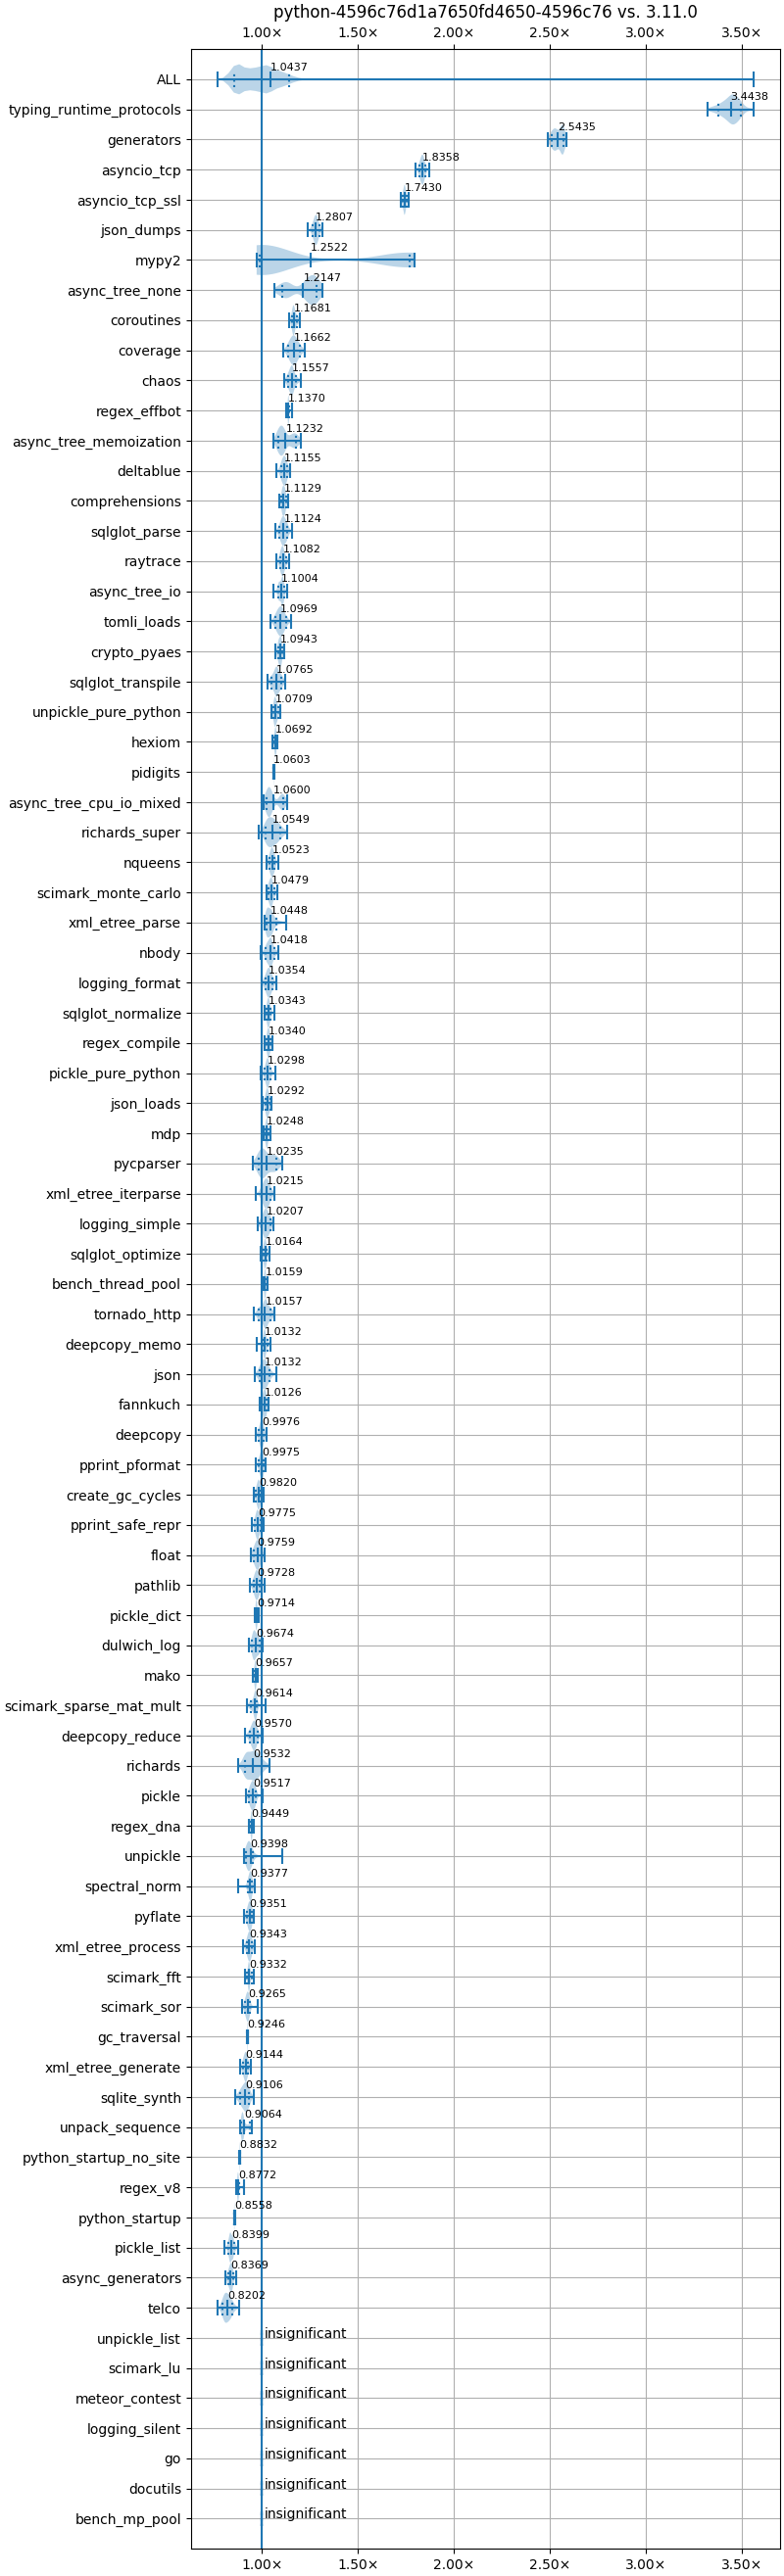 python-4596c76d1a7650fd4650-4596c76 vs. 3.11.0
1.00× 1.50× 2.00× 2.50× 3.00× 3.50×
ALL 1.0437
typing_runtime_protocols 3.4438
generators 2.5435
asyncio_tcp 1.8358
asyncio_tcp_ssl 1.7430
json_dumps 1.2807
mypy2 1.2522
async_tree_none 1.2147
coroutines 1.1681
coverage 1.1662
chaos 1.1557
regex_effbot 1.1370
async_tree_memoization 1.1232
deltablue 1.1155
comprehensions 1.1129
sqlglot_parse 1.1124
raytrace 1.1082
async_tree_io 1.1004
tomli_loads 1.0969
crypto_pyaes 1.0943
sqlglot_transpile 1.0765
unpickle_pure_python 1.0709
hexiom 1.0692
pidigits 1.0603
async_tree_cpu_io_mixed 1.0600
richards_super 1.0549
nqueens 1.0523
scimark_monte_carlo 1.0479
xml_etree_parse 1.0448
nbody 1.0418
logging_format 1.0354
sqlglot_normalize 1.0343
regex_compile 1.0340
pickle_pure_python 1.0298
json_loads 1.0292
mdp 1.0248
pycparser 1.0235
xml_etree_iterparse 1.0215
logging_simple 1.0207
sqlglot_optimize 1.0164
bench_thread_pool 1.0159
tornado_http 1.0157
deepcopy_memo 1.0132
json 1.0132
fannkuch 1.0126
deepcopy 0.9976
pprint_pformat 0.9975
create_gc_cycles 0.9820
pprint_safe_repr 0.9775
float 0.9759
pathlib 0.9728
pickle_dict 0.9714
dulwich_log 0.9674
mako 0.9657
scimark_sparse_mat_mult 0.9614
deepcopy_reduce 0.9570
richards 0.9532
pickle 0.9517
regex_dna 0.9449
unpickle 0.9398
spectral_norm 0.9377
pyflate 0.9351
xml_etree_process 0.9343
scimark_fft 0.9332
scimark_sor 0.9265
gc_traversal 0.9246
xml_etree_generate 0.9144
sqlite_synth 0.9106
unpack_sequence 0.9064
python_startup_no_site 0.8832
regex_v8 0.8772
python_startup 0.8558
pickle_list 0.8399
async_generators 0.8369
telco 0.8202
unpickle_list insignificant
scimark_lu insignificant
meteor_contest insignificant
logging_silent insignificant
go insignificant
docutils insignificant
bench_mp_pool insignificant
1.00× 1.50× 2.00× 2.50× 3.00× 3.50×